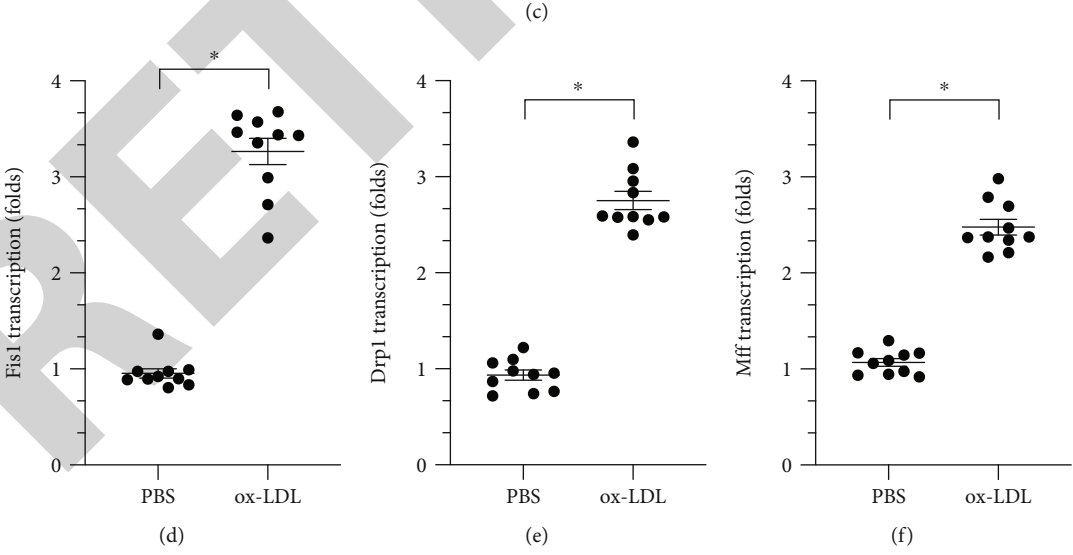 (c)
*
4
3
2
1
0
Fis1 transcription (folds)
PBS
ox-LDL
(d)
*
4
3
2
1
0
Drp1 transcription (folds)
PBS
ox-LDL
(e)
*
4
3
2
1
0
Mff transcription (folds)
PBS
ox-LDL
(f)